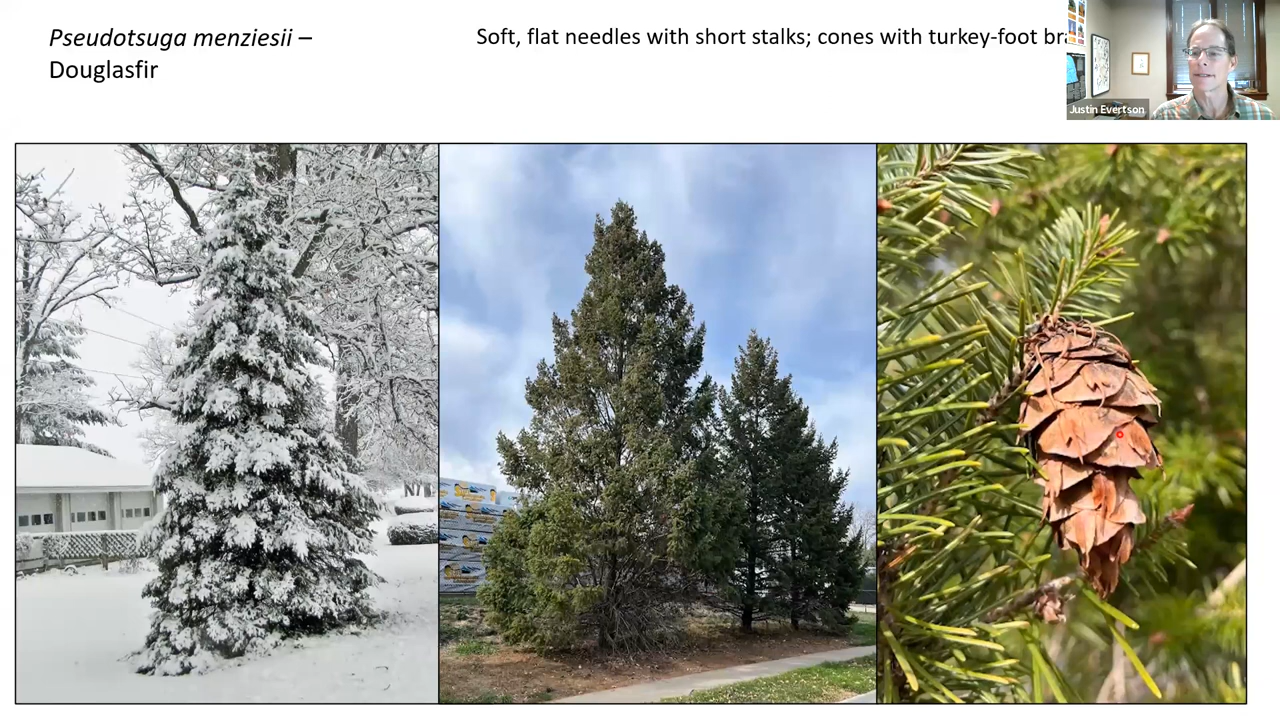 Pseudotsuga menziesii –
Douglasfir
Soft, flat needles with short stalks; cones with turkey-foot
Justin Evertson